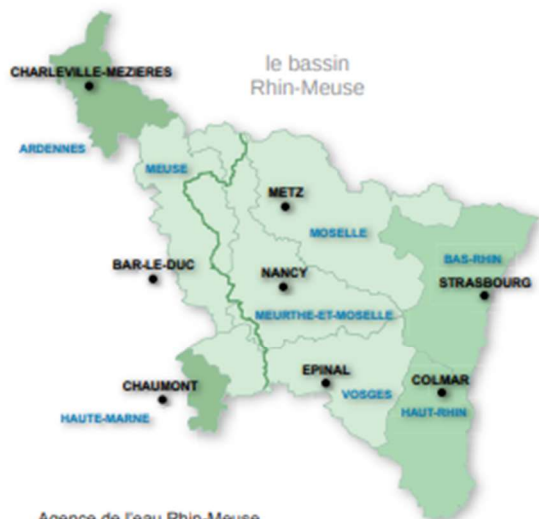 le bassin
Rhin-Meuse
CHARLEVILLE-MEZIERES
ARDENNES
MEUSE
METZ
MOSELLE
BAS-RHIN
BAR-LE-DUC
NANCY
STRASBOURG
MEURTHE-ET-MOSELLE
EPINAL
CHAUMONT
VOSGES
COLMAR
HAUTE-MARNE
HAUT-RHIN
Agence de l'eau Rhin-Meuse